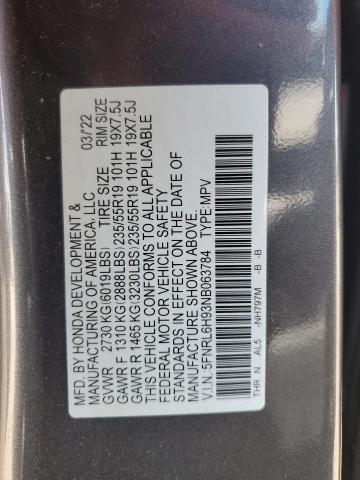 MFD. BY HONDA DEVELOPMENT & 03/22
MANUFACTURING OF AMERICA, LLC
GVWR 2730 KG(6019LBS) TIRE SIZE RIM SIZE
GAWR F 1310 KG(2888LBS)235/55R19 101H 19X7.5J
GAWR R 1465 KG(3230LBS)235/55R19 101H 19X7.5J
THIS VEHICLE CONFORMS TO ALL APPLICABLE
FEDERAL MOTOR VEHICLE SAFETY
STANDARDS IN EFFECT ON THE DATE OF
MANUFACTURE SHOWN ABOVE.
V.I.N.:5FNRL6H93NB063784 TYPE:MPV
THR N AL5 -NH797M -B -B